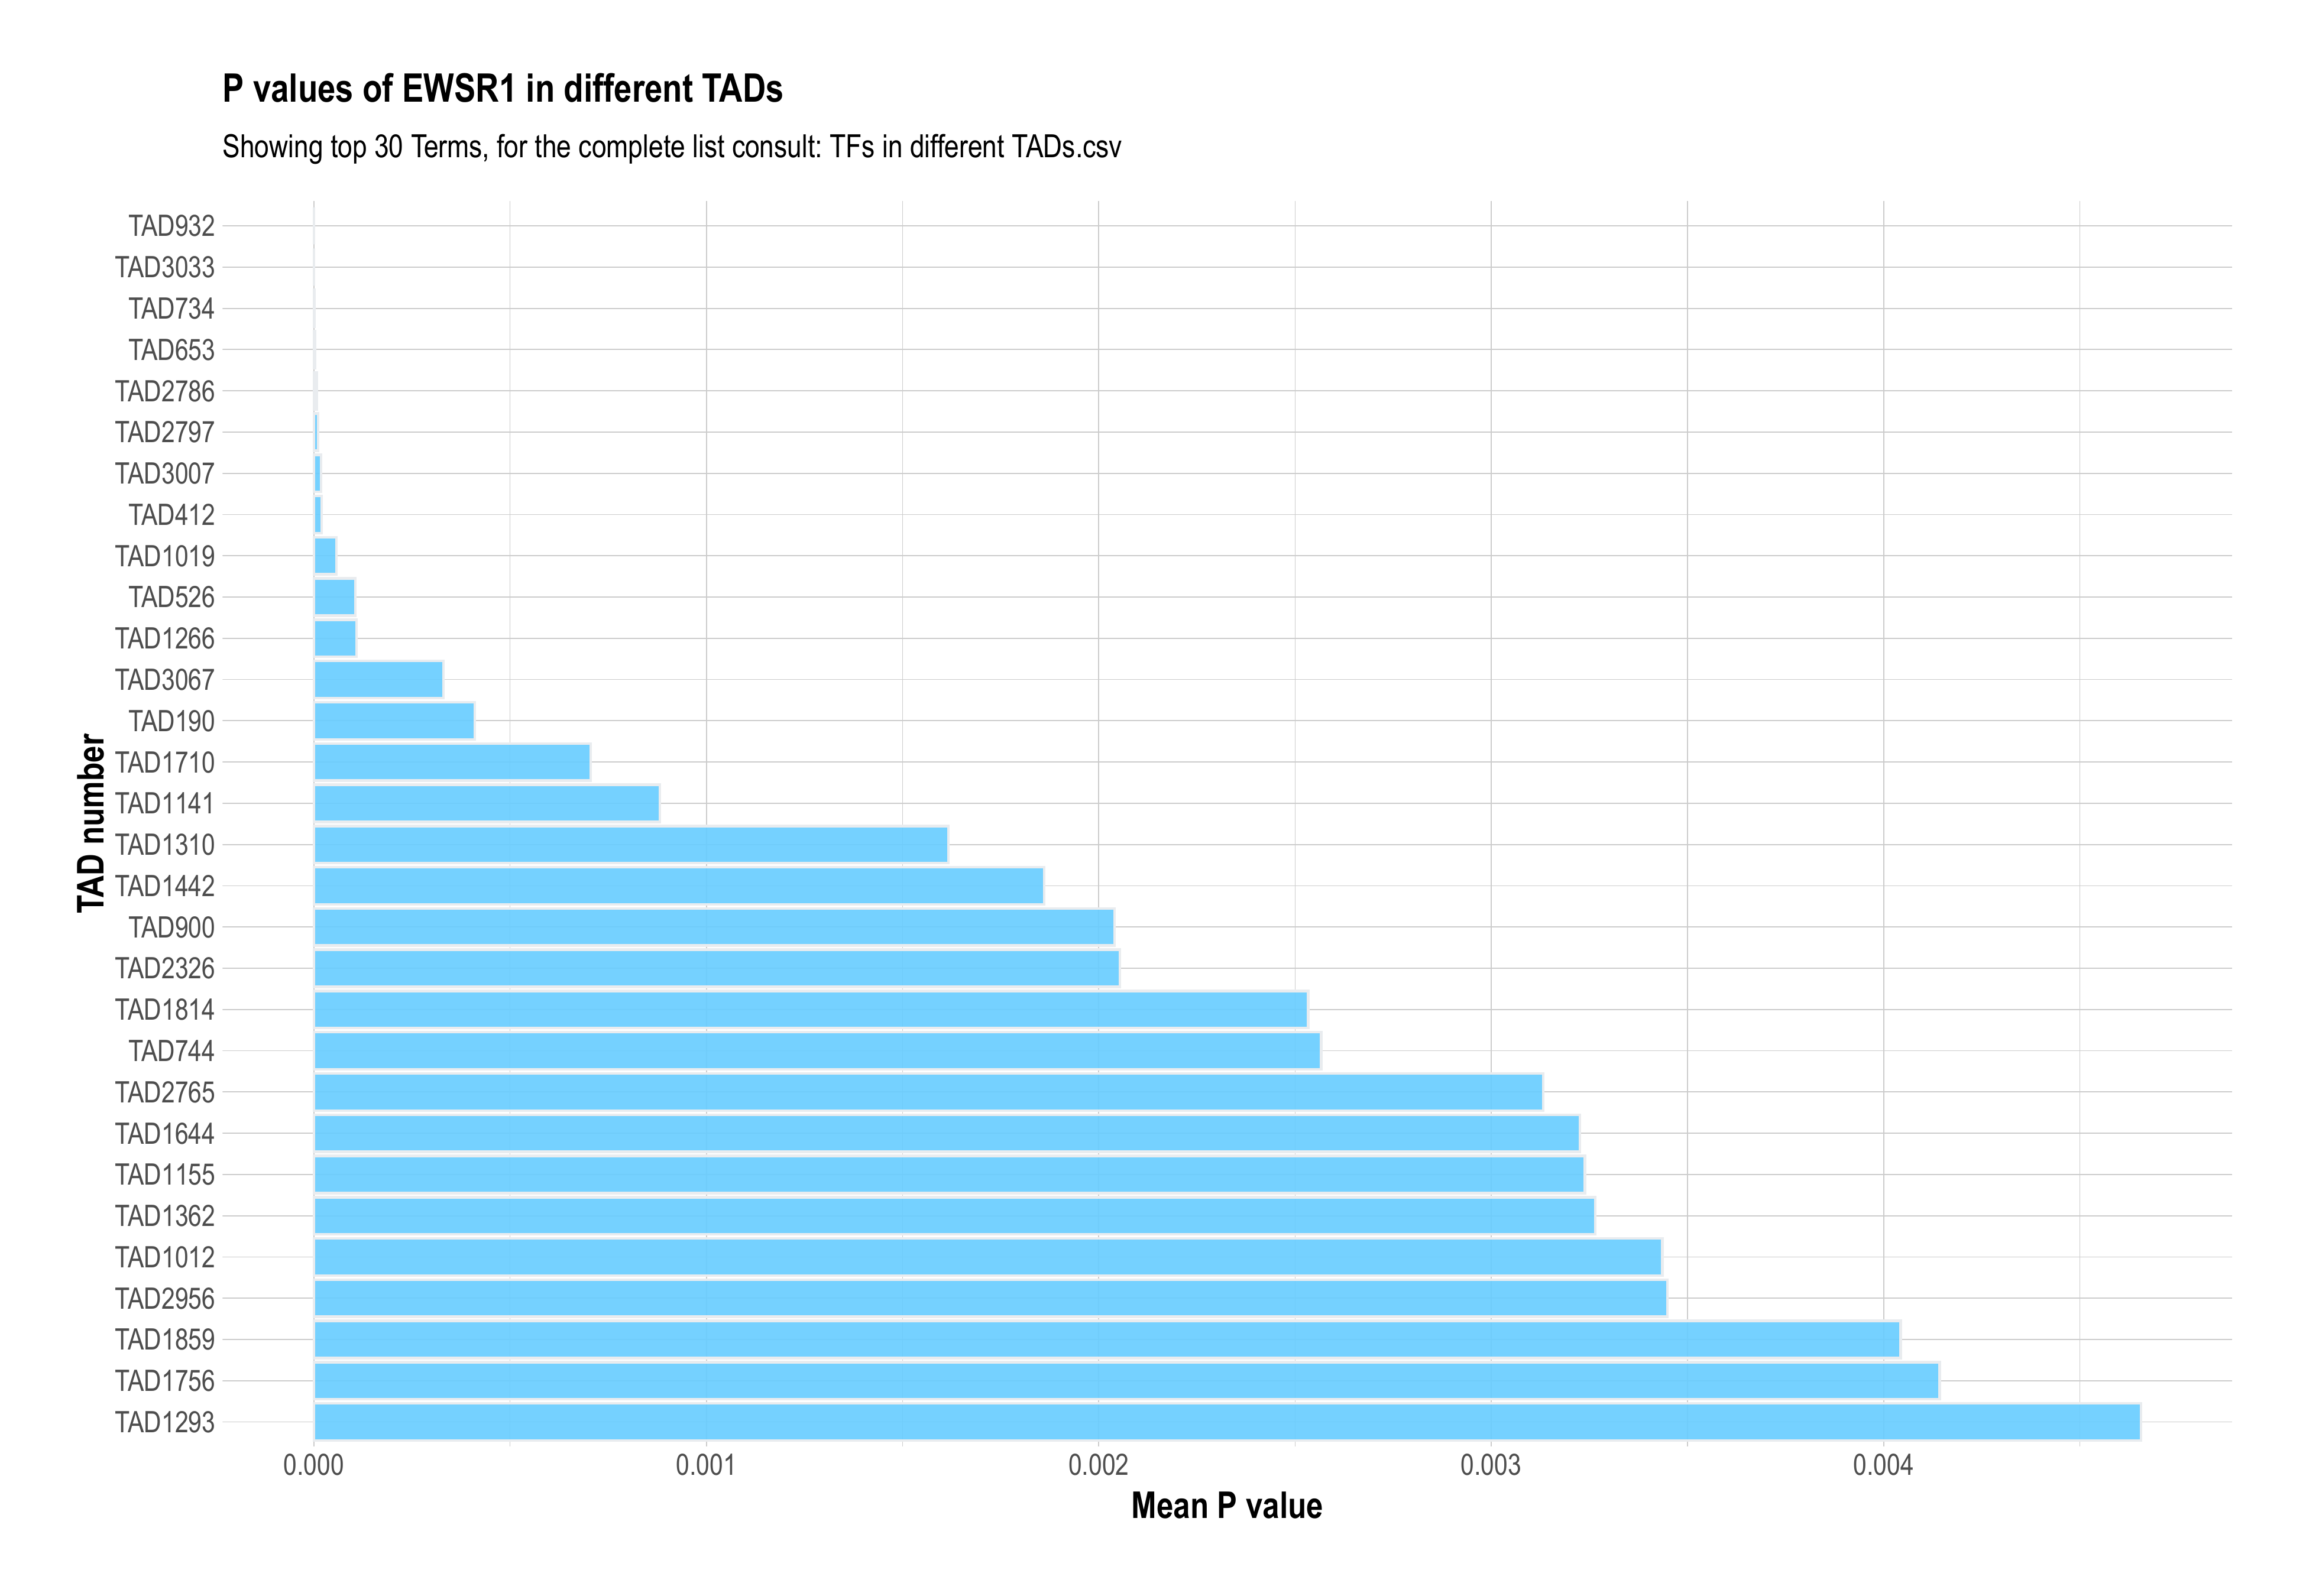 P values of EWSR1 in different TADs
Showing top 30 Terms, for the complete list consult: TFs in different TADs.csv
TAD number
TAD932
TAD3033
TAD734
TAD653
TAD2786
TAD2797
TAD3007
TAD412
TAD1019
TAD526
TAD1266
TAD3067
TAD190
TAD1710
TAD1141
TAD1310
TAD1442
TAD900
TAD2326
TAD1814
TAD744
TAD2765
TAD1644
TAD1155
TAD1362
TAD1012
TAD2956
TAD1859
TAD1756
TAD1293
0.000 0.001 0.002 0.003 0.004
Mean P value